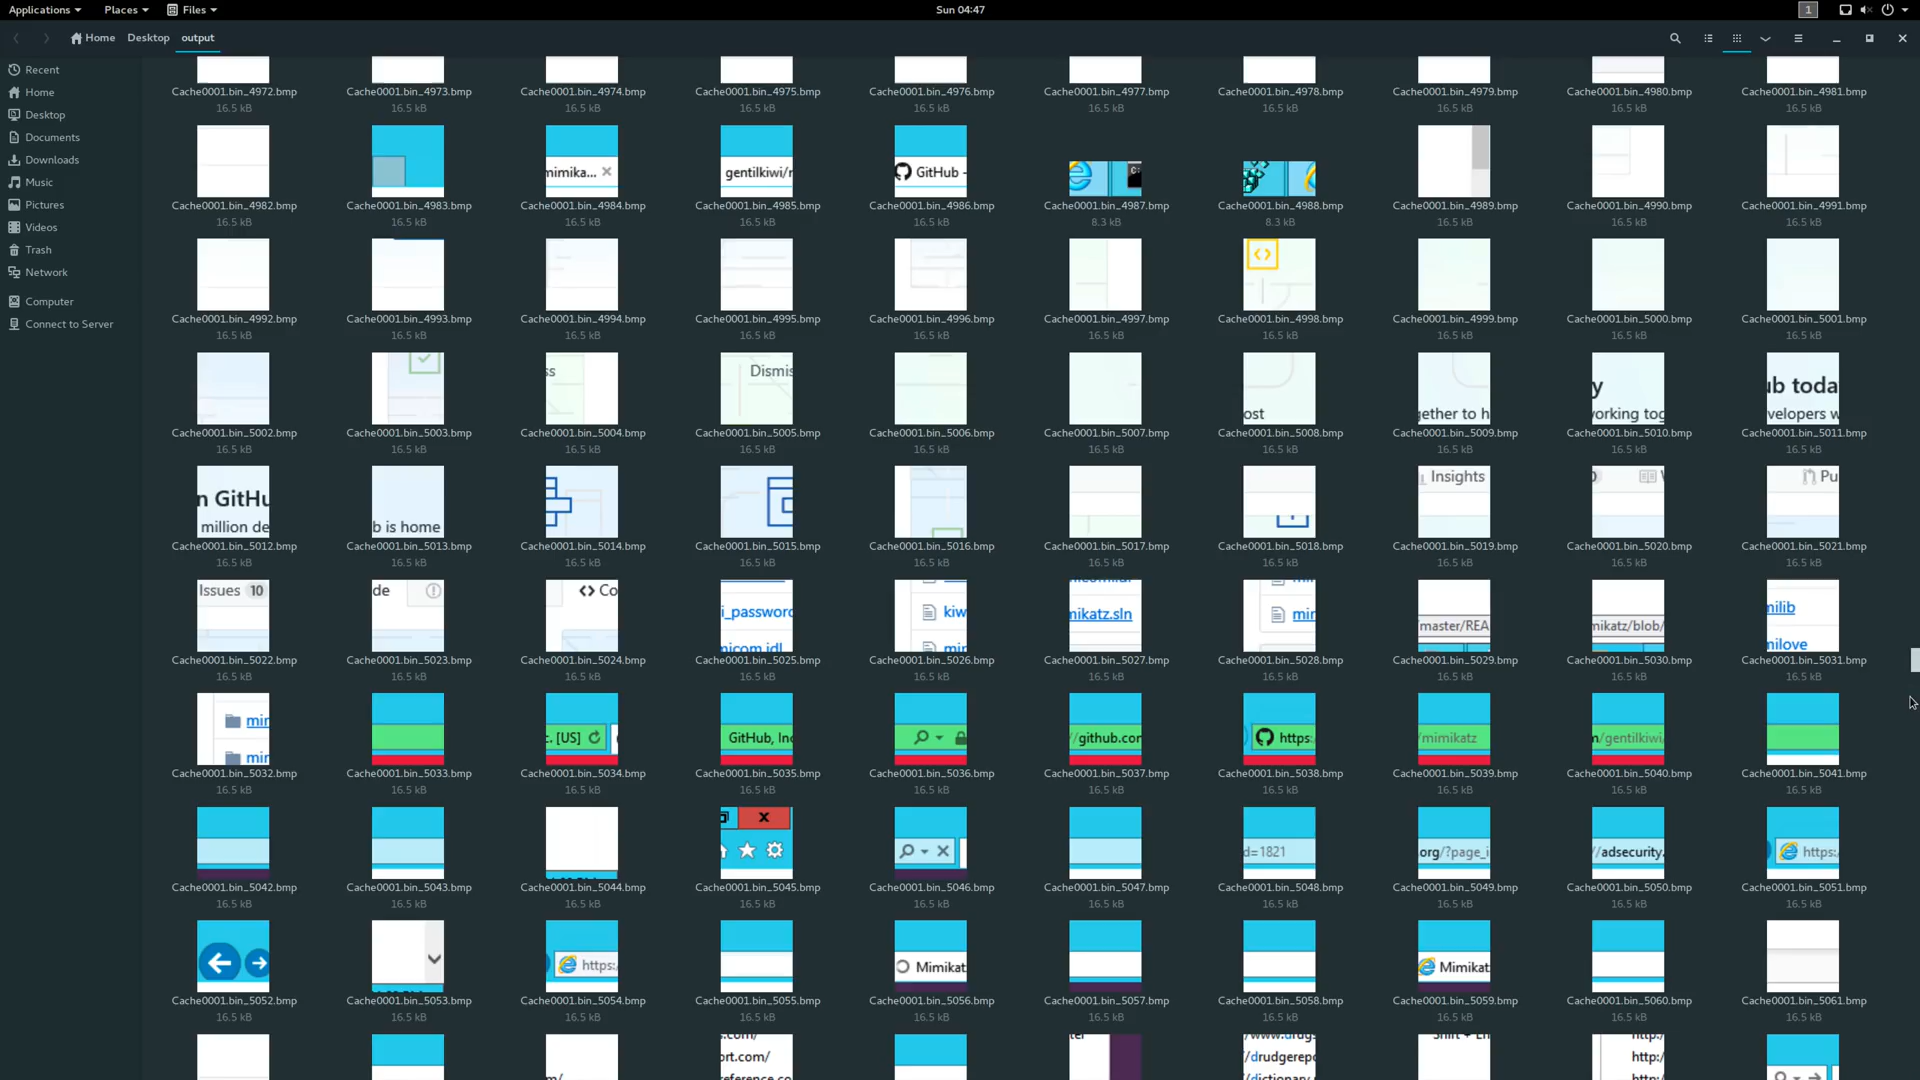 Applications Places Files Sun 04:47 1
Home Desktop output
Recent
Home
Desktop
Documents
Downloads
Music
Pictures
Videos
Trash
Network
Computer
Connect to Server
Cache0001.bin_4972.bmp Cache0001.bin_4973.bmp Cache0001.bin_4974.bmp Cache0001.bin_4975.bmp Cache0001.bin_4976.bmp Cache0001.bin_4977.bmp Cache0001.bin_4978.bmp Cache0001.bin_4979.bmp Cache0001.bin_4980.bmp Cache0001.bin_4981.bmp
16.5 kB 16.5 kB 16.5 kB 16.5 kB 16.5 kB 16.5 kB 16.5 kB 16.5 kB 16.5 kB 16.5 kB
mimika... gentilkiwi/r GitHub -
Cache0001.bin_4982.bmp Cache0001.bin_4983.bmp Cache0001.bin_4984.bmp Cache0001.bin_4985.bmp Cache0001.bin_4986.bmp Cache0001.bin_4987.bmp Cache0001.bin_4988.bmp Cache0001.bin_4989.bmp Cache0001.bin_4990.bmp Cache0001.bin_4991.bmp
16.5 kB 16.5 kB 16.5 kB 16.5 kB 16.5 kB 8.3 kB 8.3 kB 16.5 kB 16.5 kB 16.5 kB
Cache0001.bin_4992.bmp Cache0001.bin_4993.bmp Cache0001.bin_4994.bmp Cache0001.bin_4995.bmp Cache0001.bin_4996.bmp Cache0001.bin_4997.bmp Cache0001.bin_4998.bmp Cache0001.bin_4999.bmp Cache0001.bin_5000.bmp Cache0001.bin_5001.bmp
16.5 kB 16.5 kB 16.5 kB 16.5 kB 16.5 kB 16.5 kB 16.5 kB 16.5 kB 16.5 kB 16.5 kB
ss Dismis y ub toda
ost gether to h vorking tog velopers w
Cache0001.bin_5002.bmp Cache0001.bin_5003.bmp Cache0001.bin_5004.bmp Cache0001.bin_5005.bmp Cache0001.bin_5006.bmp Cache0001.bin_5007.bmp Cache0001.bin_5008.bmp Cache0001.bin_5009.bmp Cache0001.bin_5010.bmp Cache0001.bin_5011.bmp
16.5 kB 16.5 kB 16.5 kB 16.5 kB 16.5 kB 16.5 kB 16.5 kB 16.5 kB 16.5 kB 16.5 kB
n GitHu Insights Pu
million de b is home
Cache0001.bin_5012.bmp Cache0001.bin_5013.bmp Cache0001.bin_5014.bmp Cache0001.bin_5015.bmp Cache0001.bin_5016.bmp Cache0001.bin_5017.bmp Cache0001.bin_5018.bmp Cache0001.bin_5019.bmp Cache0001.bin_5020.bmp Cache0001.bin_5021.bmp
16.5 kB 16.5 kB 16.5 kB 16.5 kB 16.5 kB 16.5 kB 16.5 kB 16.5 kB 16.5 kB 16.5 kB
Issues 10 de <> Co i_password kiw mikatz.sln mir /master/REA mikatz/blob/ milib
micom.idl mi milove
Cache0001.bin_5022.bmp Cache0001.bin_5023.bmp Cache0001.bin_5024.bmp Cache0001.bin_5025.bmp Cache0001.bin_5026.bmp Cache0001.bin_5027.bmp Cache0001.bin_5028.bmp Cache0001.bin_5029.bmp Cache0001.bin_5030.bmp Cache0001.bin_5031.bmp
16.5 kB 16.5 kB 16.5 kB 16.5 kB 16.5 kB 16.5 kB 16.5 kB 16.5 kB 16.5 kB 16.5 kB
mir :. [US] GitHub, Inc //github.cor https: /mimikatz n/gentilkiwi/
mi
Cache0001.bin_5032.bmp Cache0001.bin_5033.bmp Cache0001.bin_5034.bmp Cache0001.bin_5035.bmp Cache0001.bin_5036.bmp Cache0001.bin_5037.bmp Cache0001.bin_5038.bmp Cache0001.bin_5039.bmp Cache0001.bin_5040.bmp Cache0001.bin_5041.bmp
16.5 kB 16.5 kB 16.5 kB 16.5 kB 16.5 kB 16.5 kB 16.5 kB 16.5 kB 16.5 kB 16.5 kB
d=1821 org/?page_i //adsecurity. https:
Cache0001.bin_5042.bmp Cache0001.bin_5043.bmp Cache0001.bin_5044.bmp Cache0001.bin_5045.bmp Cache0001.bin_5046.bmp Cache0001.bin_5047.bmp Cache0001.bin_5048.bmp Cache0001.bin_5049.bmp Cache0001.bin_5050.bmp Cache0001.bin_5051.bmp
16.5 kB 16.5 kB 16.5 kB 16.5 kB 16.5 kB 16.5 kB 16.5 kB 16.5 kB 16.5 kB 16.5 kB
https: Mimikat Mimikat
Cache0001.bin_5052.bmp Cache0001.bin_5053.bmp Cache0001.bin_5054.bmp Cache0001.bin_5055.bmp Cache0001.bin_5056.bmp Cache0001.bin_5057.bmp Cache0001.bin_5058.bmp Cache0001.bin_5059.bmp Cache0001.bin_5060.bmp Cache0001.bin_5061.bmp
16.5 kB 16.5 kB 16.5 kB 16.5 kB 16.5 kB 16.5 kB 16.5 kB 16.5 kB 16.5 kB 16.5 kB
ort.com/ //drudgerepo http: